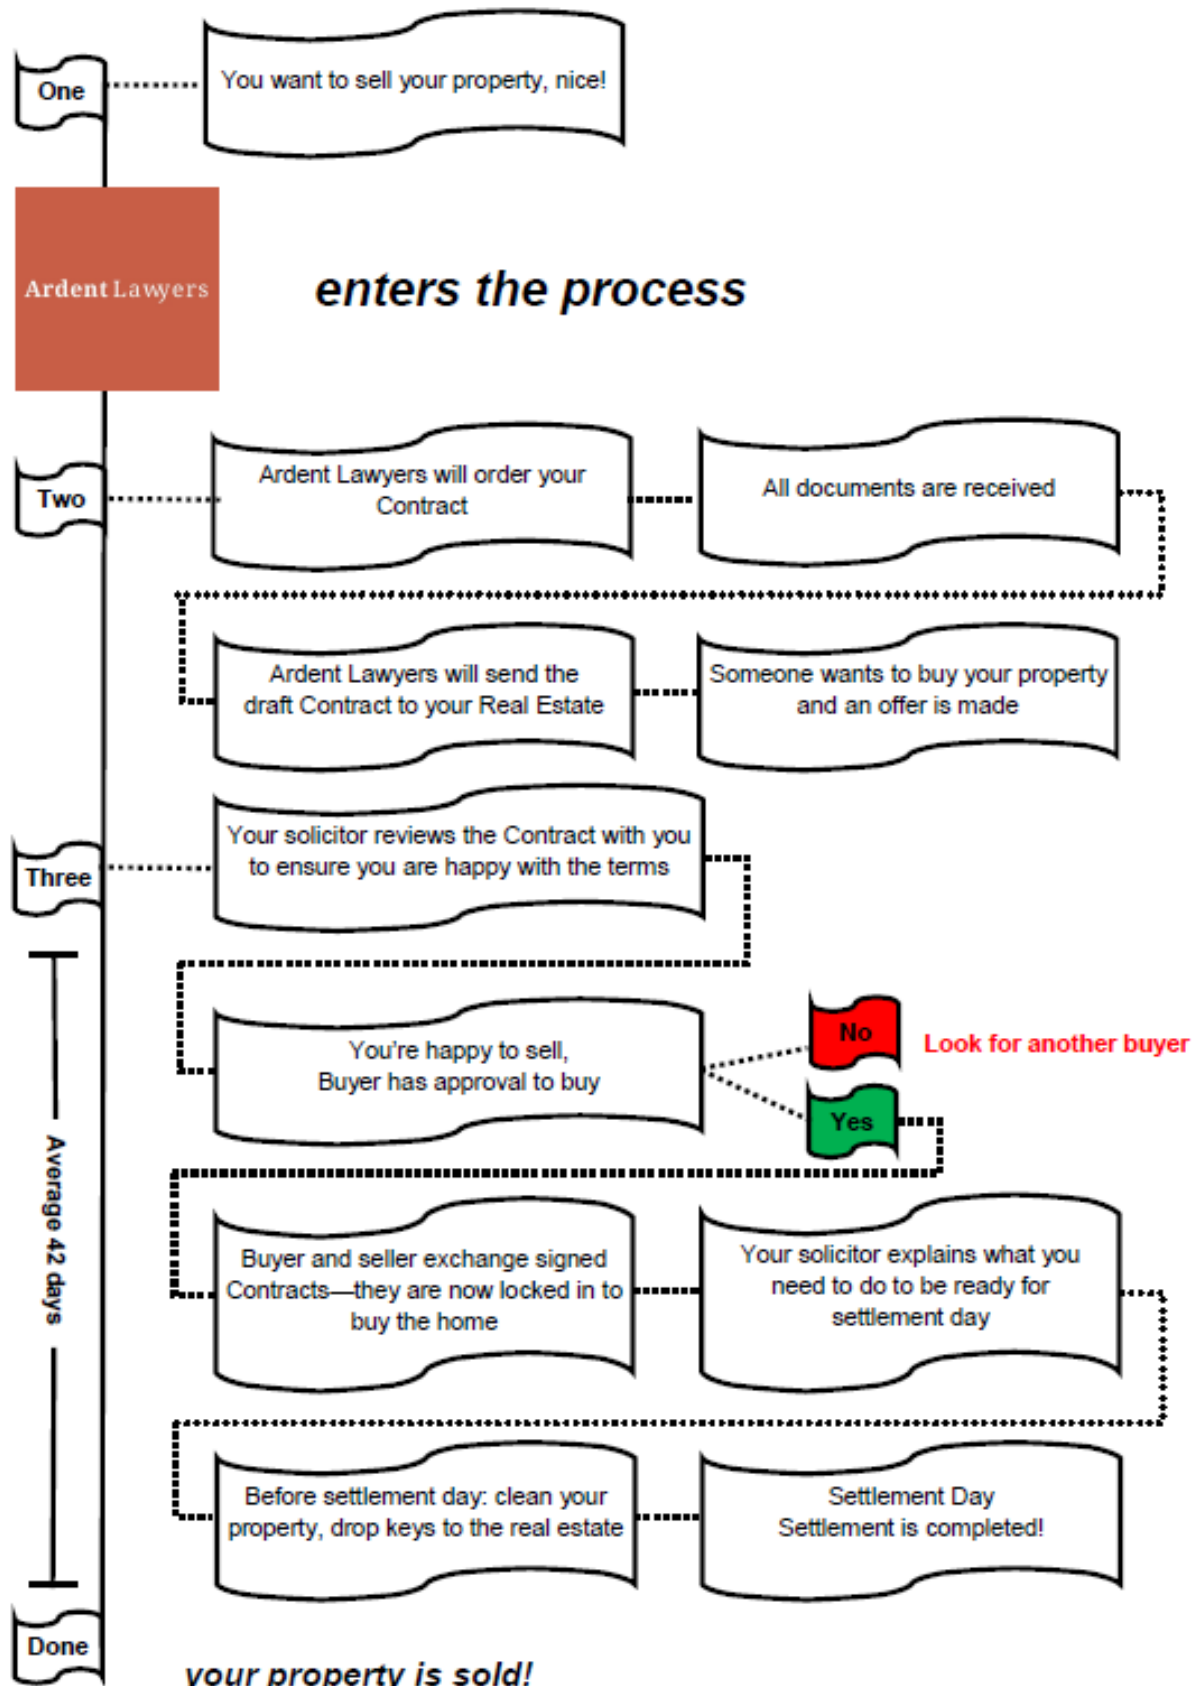 One
You want to sell your property, nice!
Ardent Lawyers
enters the process
Two
Ardent Lawyers will order your
Contract
All documents are received
Ardent Lawyers will send the
draft Contract to your Real Estate
Someone wants to buy your property
and an offer is made
Three
Your solicitor reviews the Contract with you
to ensure you are happy with the terms
You're happy to sell,
Buyer has approval to buy
No
Look for another buyer
Yes
Average 42 days
Buyer and seller exchange signed
Contracts—they are now locked in to
buy the home
Your solicitor explains what you
need to do to be ready for
settlement day
Before settlement day: clean your
property, drop keys to the real estate
Settlement Day
Settlement is completed!
Done
your property is sold!